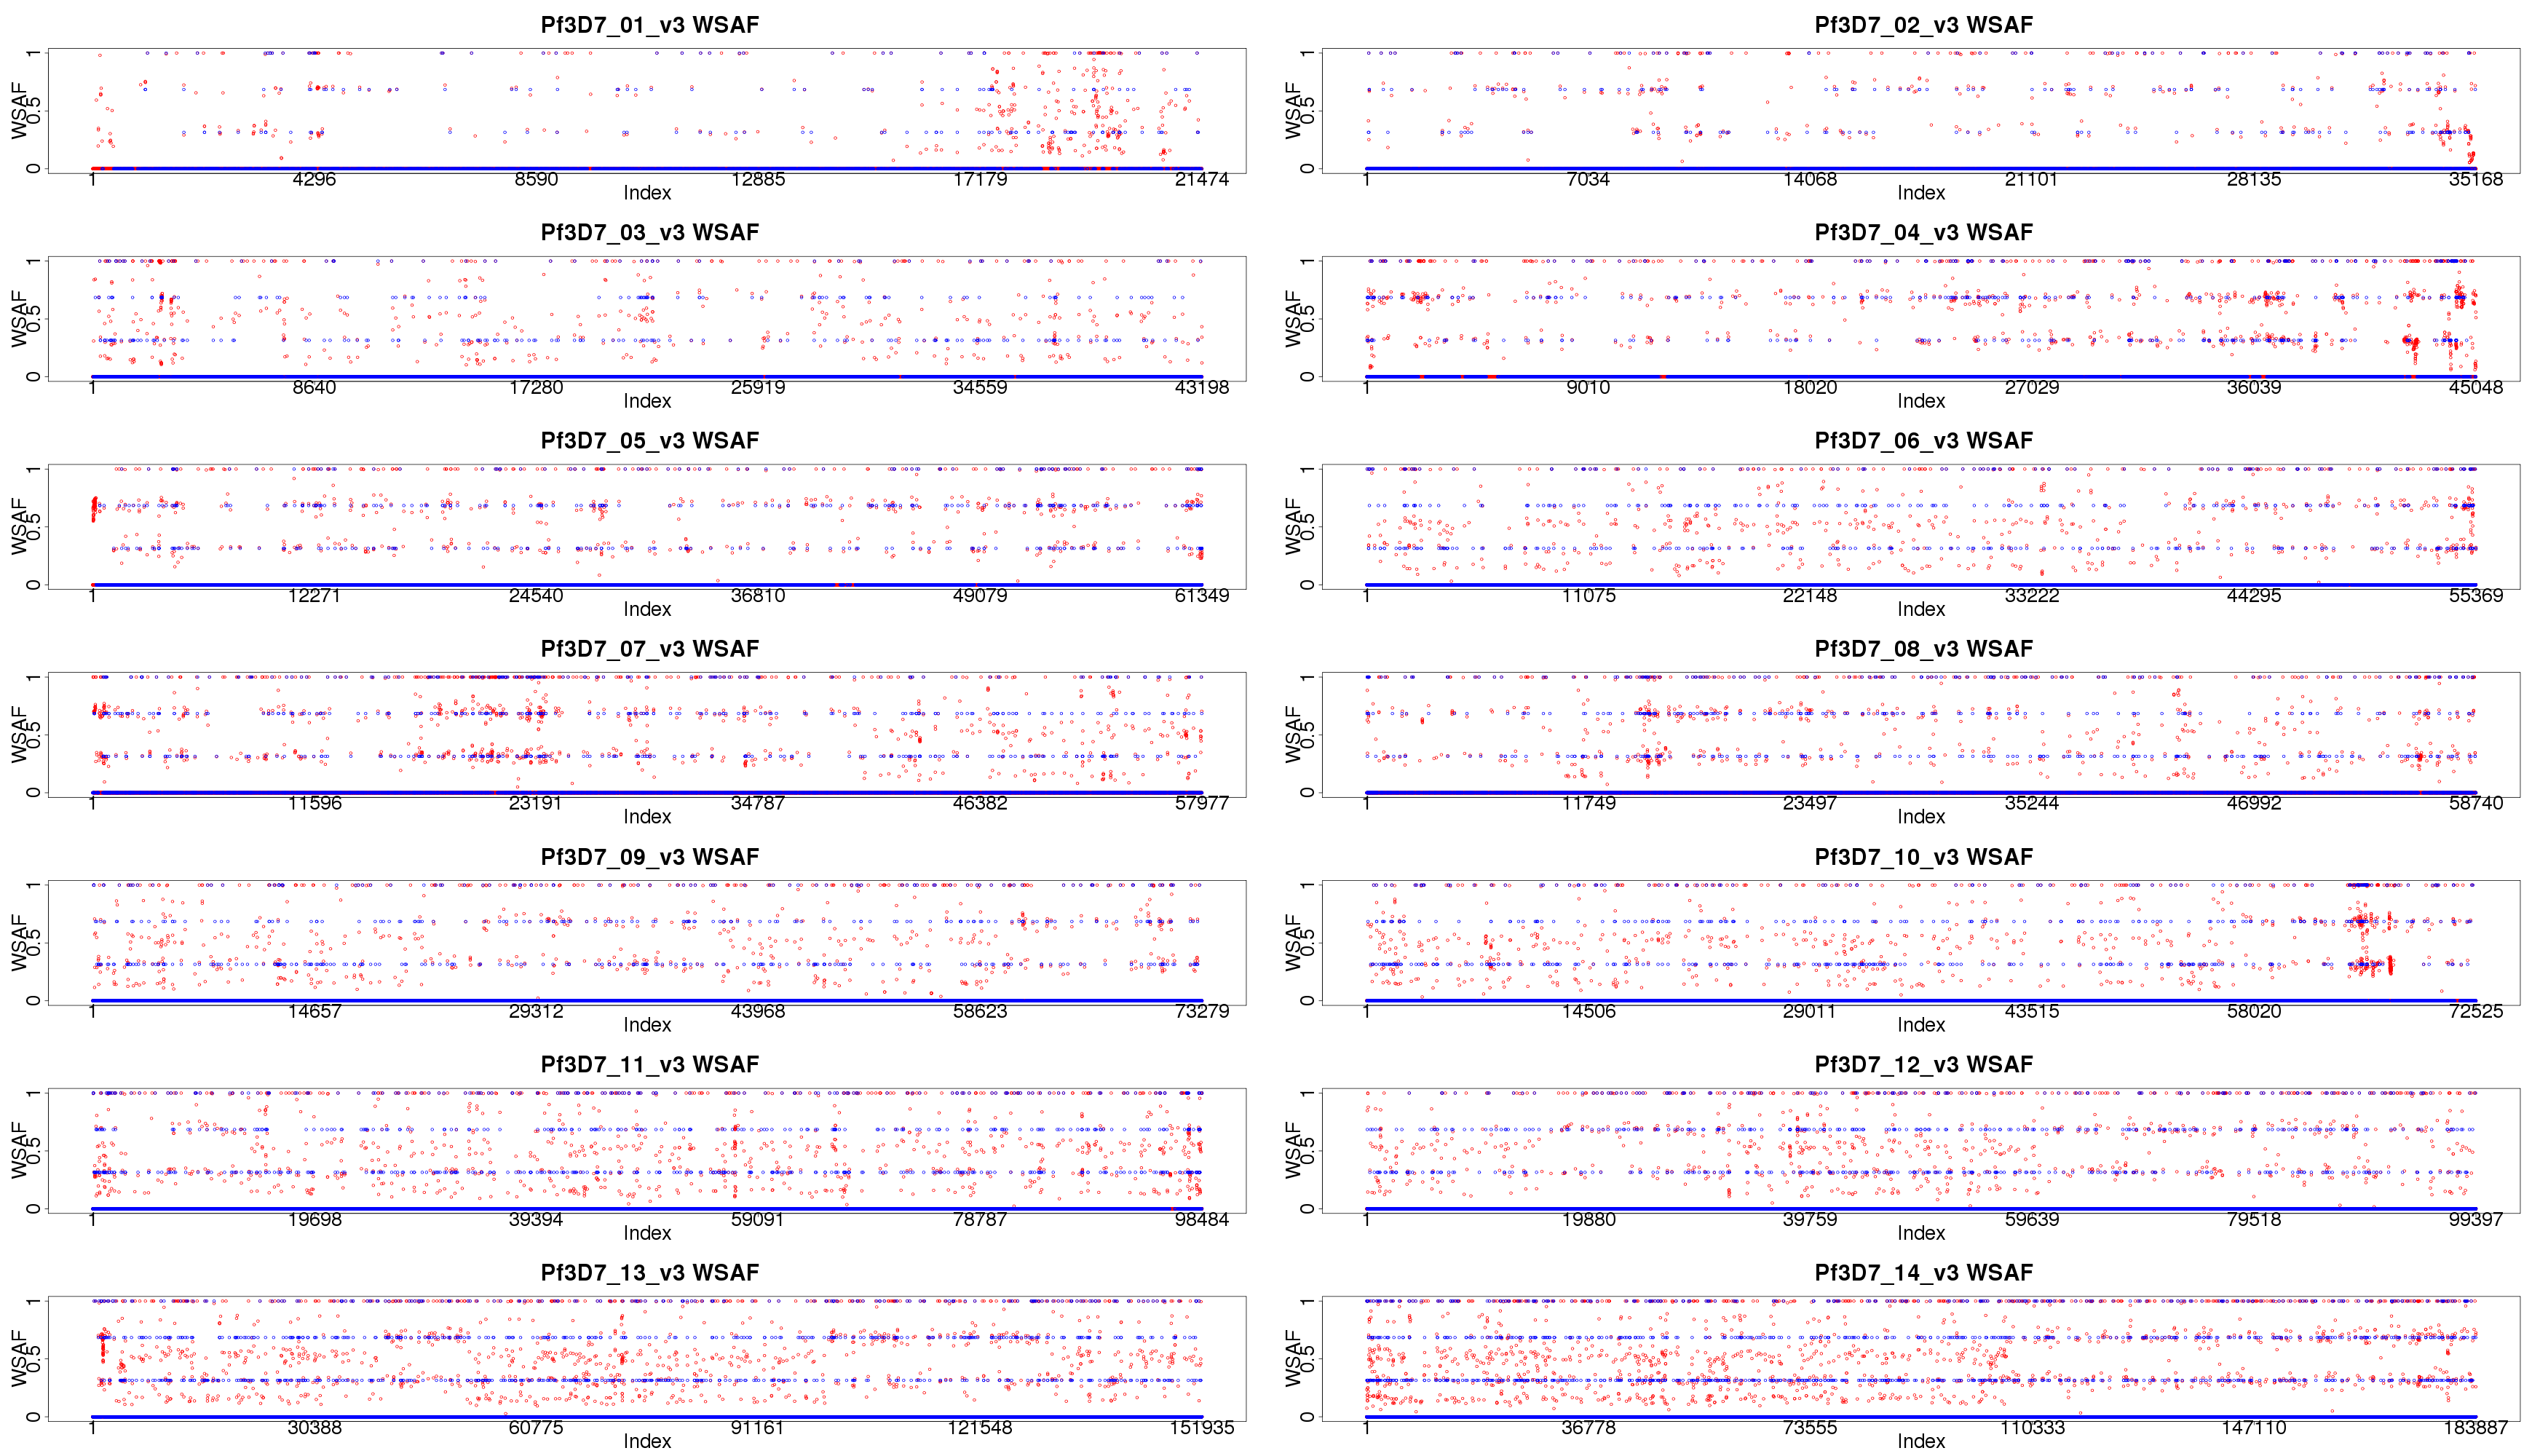 Pf3D7_01_v3 WSAF
WSAF
0 0.5 1
1 4296 8590 12885 17179 21474
Index
Pf3D7_02_v3 WSAF
WSAF
0 0.5 1
1 7034 14068 21101 28135 35168
Index
Pf3D7_03_v3 WSAF
WSAF
0 0.5 1
1 8640 17280 25919 34559 43198
Index
Pf3D7_04_v3 WSAF
WSAF
0 0.5 1
1 9010 18020 27029 36039 45048
Index
Pf3D7_05_v3 WSAF
WSAF
0 0.5 1
1 12271 24540 36810 49079 61349
Index
Pf3D7_06_v3 WSAF
WSAF
0 0.5 1
1 11075 22148 33222 44295 55369
Index
Pf3D7_07_v3 WSAF
WSAF
0 0.5 1
1 11596 23191 34787 46382 57977
Index
Pf3D7_08_v3 WSAF
WSAF
0 0.5 1
1 11749 23497 35244 46992 58740
Index
Pf3D7_09_v3 WSAF
WSAF
0 0.5 1
1 14657 29312 43968 58623 73279
Index
Pf3D7_10_v3 WSAF
WSAF
0 0.5 1
1 14506 29011 43515 58020 72525
Index
Pf3D7_11_v3 WSAF
WSAF
0 0.5 1
1 19698 39394 59091 78787 98484
Index
Pf3D7_12_v3 WSAF
WSAF
0 0.5 1
1 19880 39759 59639 79518 99397
Index
Pf3D7_13_v3 WSAF
WSAF
0 0.5 1
1 30388 60775 91161 121548 151935
Index
Pf3D7_14_v3 WSAF
WSAF
0 0.5 1
1 36778 73555 110333 147110 183887
Index